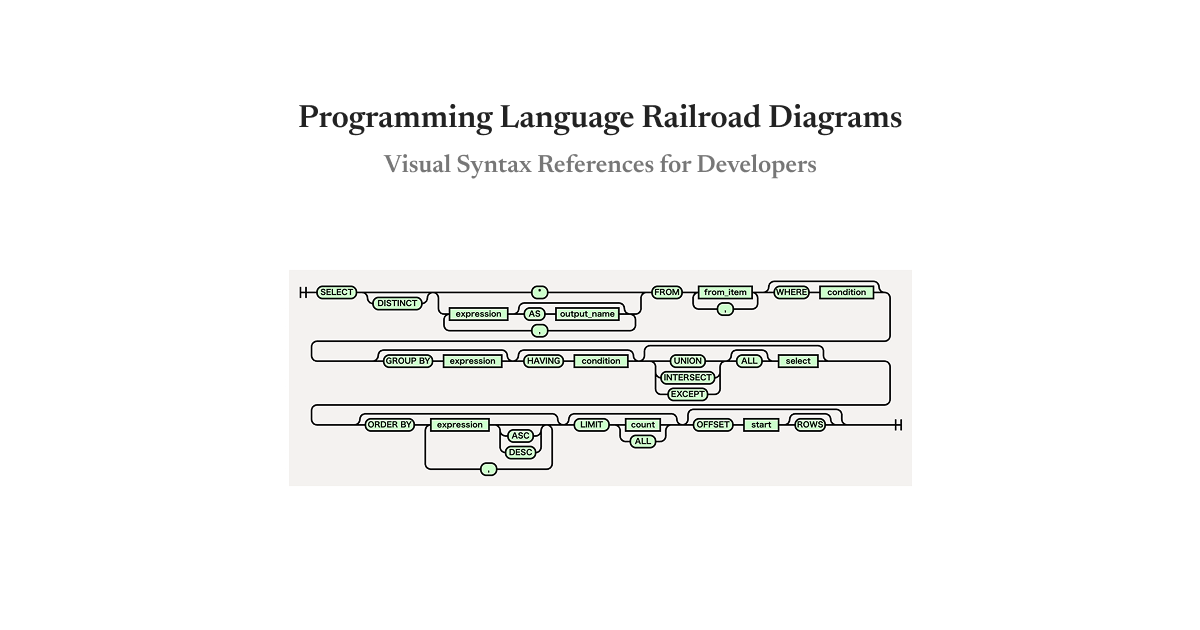 Programming Language Railroad Diagrams
Visual Syntax References for Developers
SELECT * FROM from_item WHERE condition
DISTINCT ,
expression AS output_name
,
GROUP BY expression HAVING condition UNION ALL select
INTERSECT
EXCEPT
ORDER BY expression LIMIT count OFFSET start ROWS
ASC ALL
DESC
,